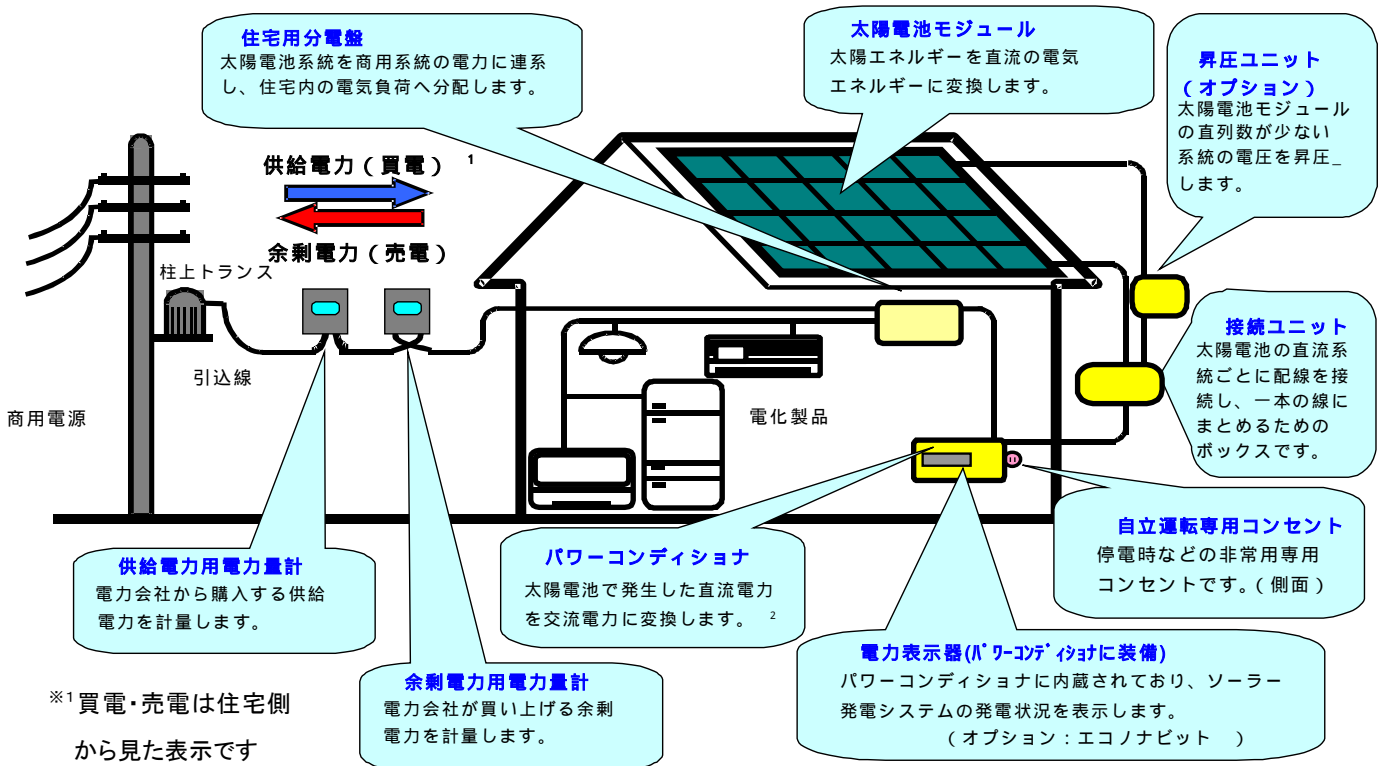 住宅用分電盤
太陽電池系統を商用系統の電力に連系
し、住宅内の電気負荷へ分配します。
太陽電池モジュール
太陽エネルギーを直流の電気
エネルギーに変換します。
昇圧ユニット
(オプション)
太陽電池モジュール
の直列数が少ない
系統の電圧を昇圧_
します。
供給電力(買電) 1
余剰電力(売電)
柱上トランス
引込線
商用電源
電化製品
接続ユニット
太陽電池の直流系
統ごとに配線を接
続し、一本の線に
まとめるための
ボックスです。
自立運転専用コンセント
停電時などの非常用専用
コンセントです。(側面)
供給電力用電力量計
電力会社から購入する供給
電力を計量します。
パワーコンディショナ
太陽電池で発生した直流電力
を交流電力に変換します。 2
余剰電力用電力量計
電力会社が買い上げる余剰
電力を計量します。
電力表示器(ﾊﾟﾜｰｺﾝﾃﾞｨｼｮﾅに装備)
パワーコンディショナに内蔵されており、ソーラー
発電システムの発電状況を表示します。
(オプション:エコノナビット )
※1買電・売電は住宅側
から見た表示です